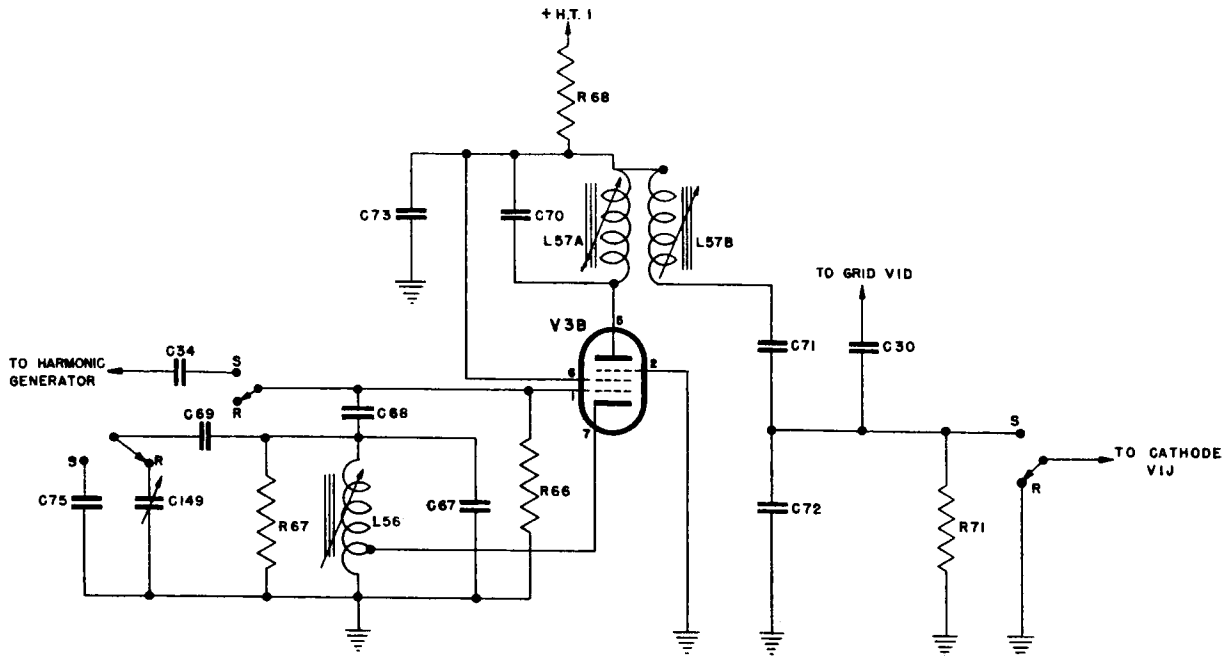 + H.T. 1
R68
C73
C70
L57A
L57B
TO GRID V1D
V3B
5
C34
S
TO HARMONIC
GENERATOR
6
2
C71
C30
1
R
C68
C69
7
S
S
R
TO CATHODE
V1J
R
C75
C149
R67
L56
C67
R66
C72
R71